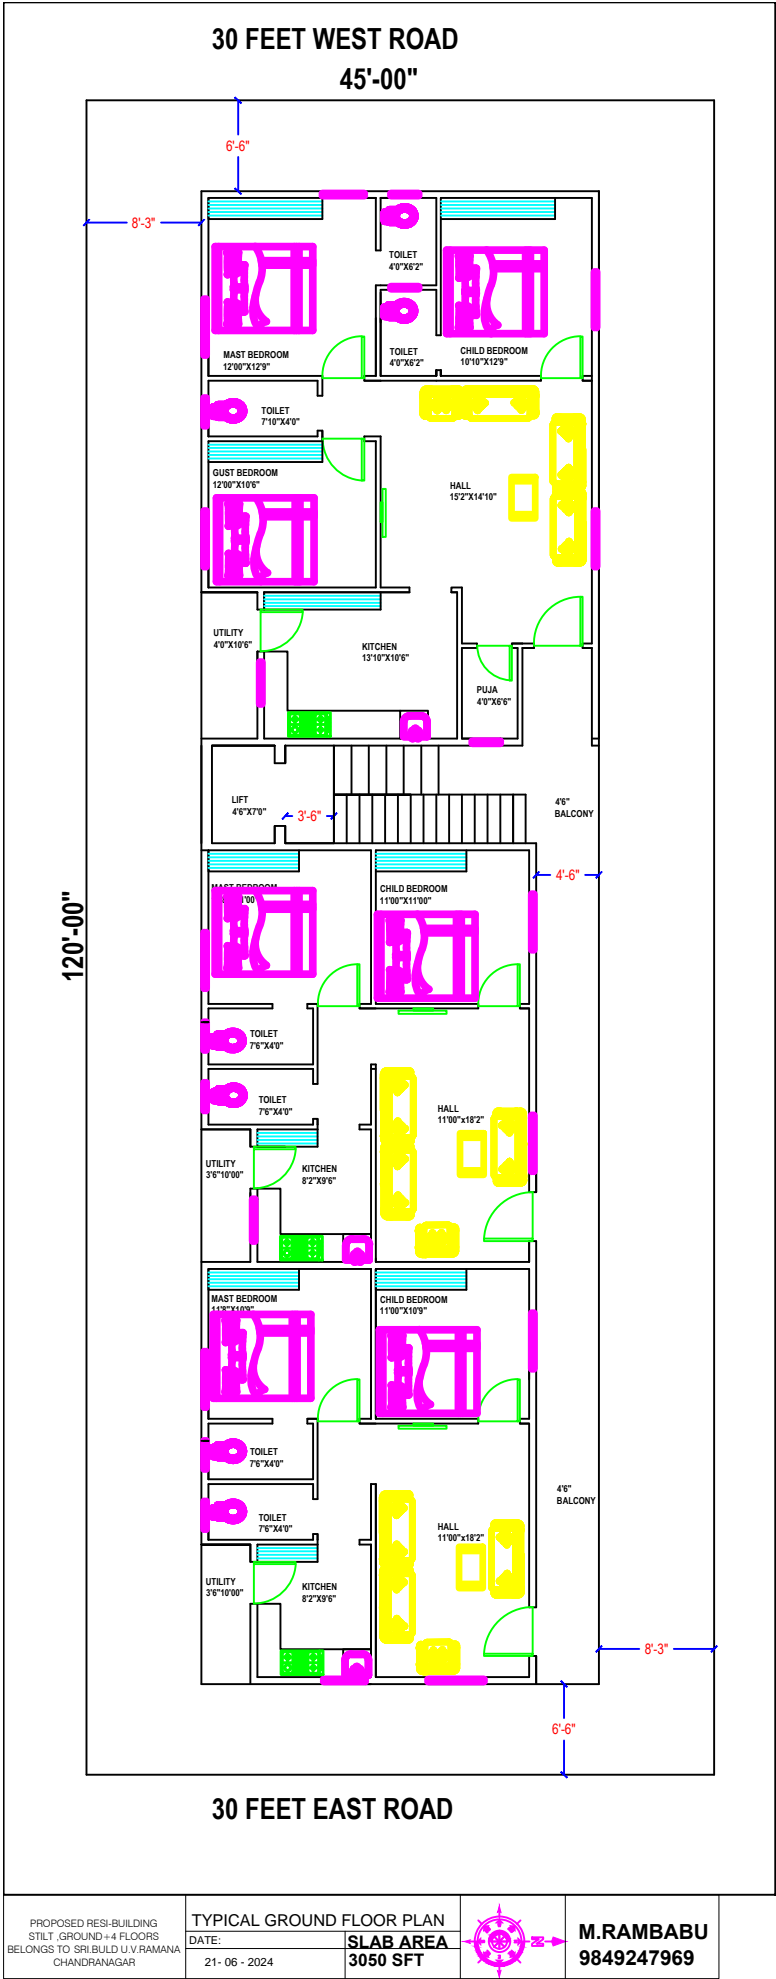 30 FEET WEST ROAD
45'-00"
6'-6"
8'-3"
TOILET
4'0"X6'2"
MAST BEDROOM
12'00"X12'9"
TOILET
4'0"X6'2"
CHILD BEDROOM
10'10"X12'9"
TOILET
7'10"X4'0"
GUST BEDROOM
12'00"X10'6"
HALL
15'2"X14'10"
UTILITY
4'0"X10'6"
KITCHEN
13'10"X10'6"
PUJA
4'0"X6'6"
LIFT
4'6"X7'0"
3'-6"
4'6"
BALCONY
4'-6"
120'-00"
MAST BEDROOM
CHILD BEDROOM
11'00"X11'00"
TOILET
7'6"X4'0"
TOILET
7'6"X4'0"
HALL
11'00"x18'2"
UTILITY
3'6"10'00"
KITCHEN
8'2"X9'6"
MAST BEDROOM
11'8"X10'9"
CHILD BEDROOM
11'00"X10'9"
TOILET
7'6"X4'0"
TOILET
7'6"X4'0"
HALL
11'00"x18'2"
4'6"
BALCONY
UTILITY
3'6"10'00"
KITCHEN
8'2"X9'6"
8'-3"
6'-6"
30 FEET EAST ROAD
PROPOSED RESI-BUILDING
STILT ,GROUND+4 FLOORS
BELONGS TO SRI.BULD U.V.RAMANA
CHANDRANAGAR
TYPICAL GROUND FLOOR PLAN
DATE:
21- 06 - 2024
SLAB AREA
3050 SFT
N
M.RAMBABU
9849247969